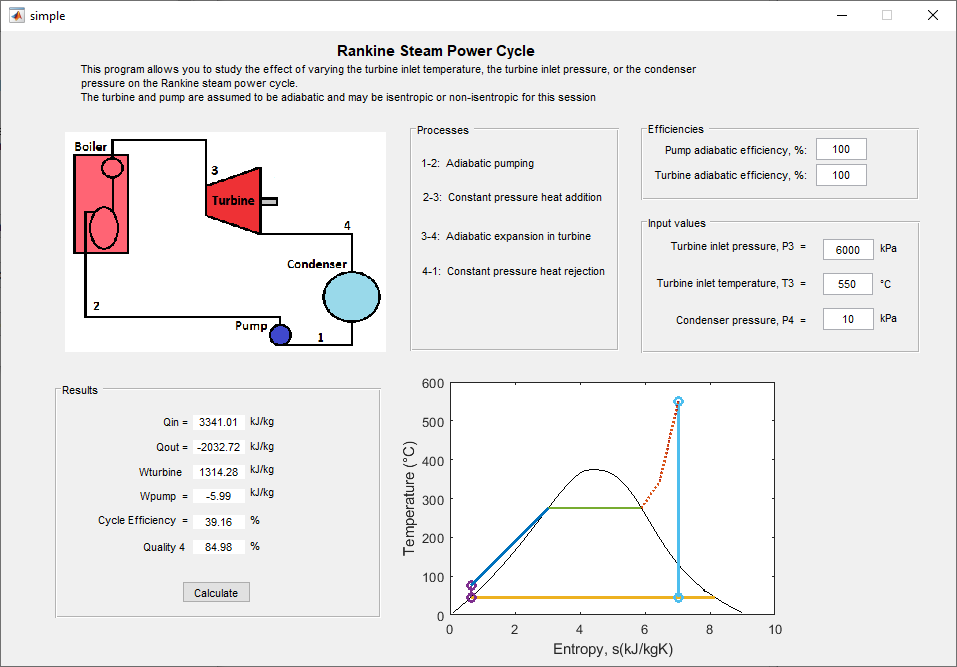 simple
Rankine Steam Power Cycle
This program allows you to study the effect of varying the turbine inlet temperature, the turbine inlet pressure, or the condenser
pressure on the Rankine steam power cycle.
The turbine and pump are assumed to be adiabatic and may be isentropic or non-isentropic for this session
Boiler
3
Turbine
4
Condenser
2
Pump
1
Processes
1-2: Adiabatic pumping
2-3: Constant pressure heat addition
3-4: Adiabatic expansion in turbine
4-1: Constant pressure heat rejection
Efficiencies
Pump adiabatic efficiency, %: 100
Turbine adiabatic efficiency, %: 100
Input values
Turbine inlet pressure, P3 = 6000 kPa
Turbine inlet temperature, T3 = 550 °C
Condenser pressure, P4 = 10 kPa
Results
Qin = 3341.01 kJ/kg
Qout = -2032.72 kJ/kg
Wturbine 1314.28 kJ/kg
Wpump = -5.99 kJ/kg
Cycle Efficiency = 39.16 %
Quality 4 84.98 %
Calculate
600
500
400
300
200
100
0
Temperature (°C)
0 2 4 6 8 10
Entropy, s(kJ/kgK)